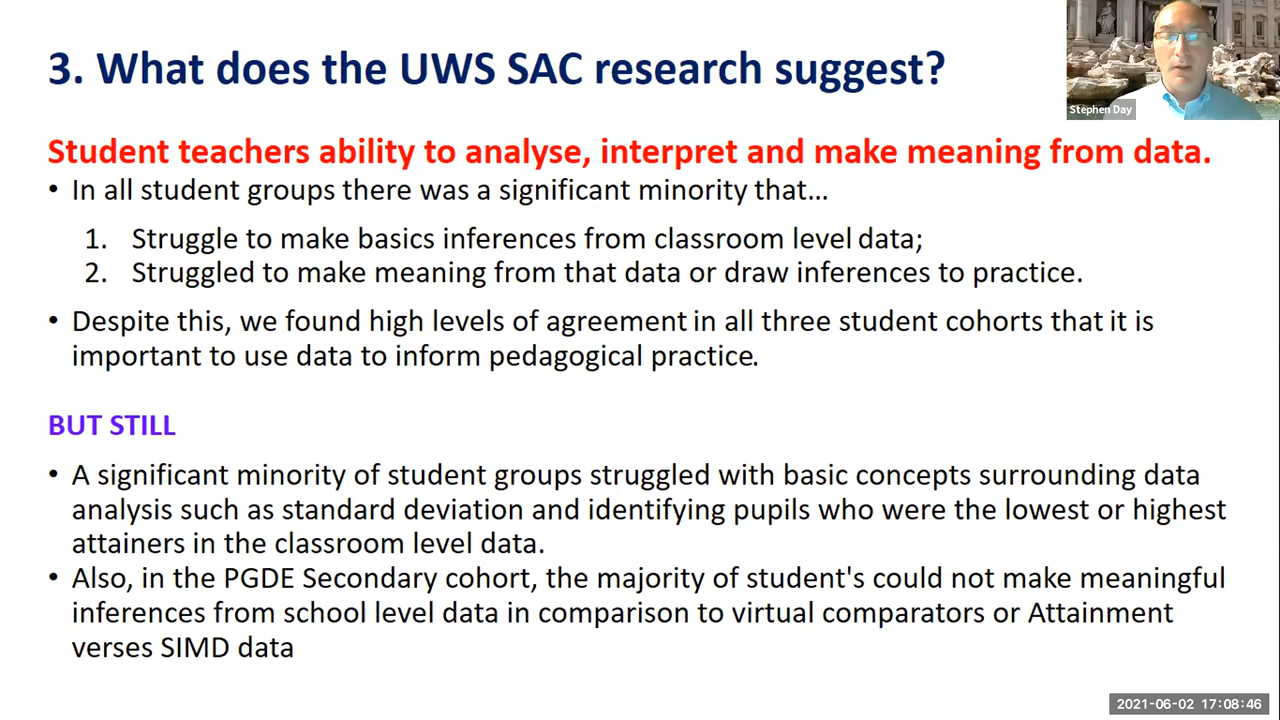 3. What does the UWS SAC research suggest?
Stephen Day
Student teachers ability to analyse, interpret and make meaning from data.
• In all student groups there was a significant minority that…
1. Struggle to make basics inferences from classroom level data;
2. Struggled to make meaning from that data or draw inferences to practice.
• Despite this, we found high levels of agreement in all three student cohorts that it is
important to use data to inform pedagogical practice.
BUT STILL
• A significant minority of student groups struggled with basic concepts surrounding data
analysis such as standard deviation and identifying pupils who were the lowest or highest
attainers in the classroom level data.
• Also, in the PGDE Secondary cohort, the majority of student's could not make meaningful
inferences from school level data in comparison to virtual comparators or Attainment
verses SIMD data
2021-06-02 17:08:46